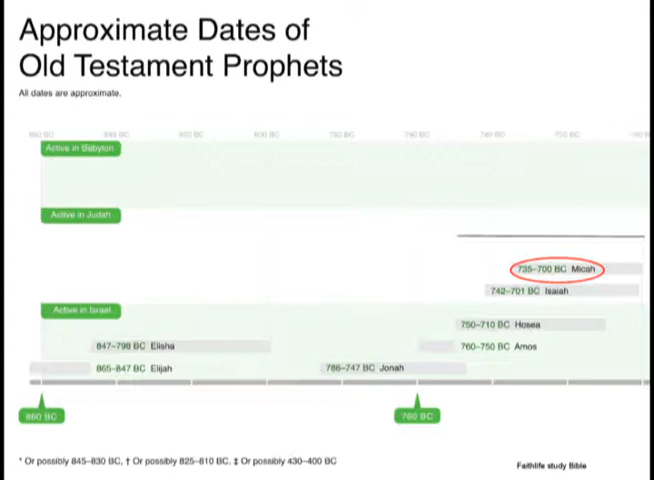 Approximate Dates of
Old Testament Prophets
All dates are approximate.
Active in Babylon
Active in Judah
735–700 BC Micah
742–701 BC Isaiah
Active in Israel
750–710 BC Hosea
847–798 BC Elisha
760–750 BC Amos
865–847 BC Elijah
786–747 BC Jonah
860 BC
760 BC
* Or possibly 845–830 BC, † Or possibly 825–810 BC, ‡ Or possibly 430–400 BC
Faithlife study Bible